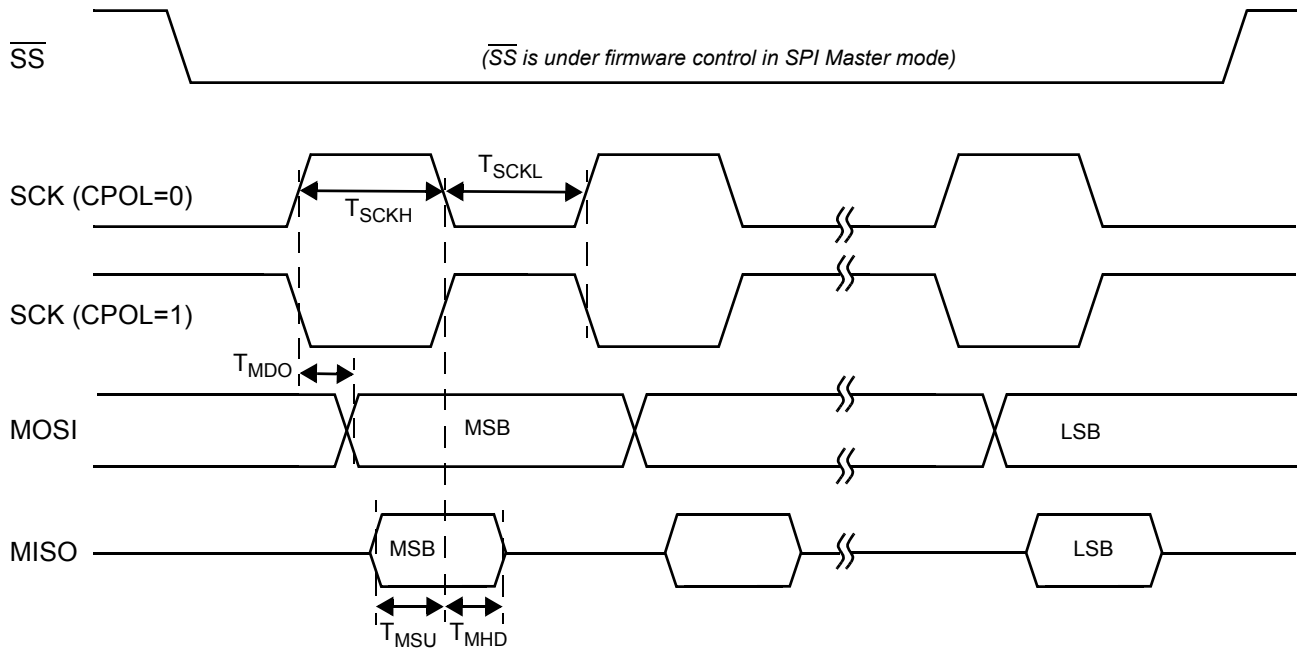 SS
(SS is under firmware control in SPI Master mode)
SCK (CPOL=0)
TSCKH
TSCKL
SCK (CPOL=1)
TMDO
MOSI
MSB
LSB
MISO
MSB
LSB
TMSU
TMHD